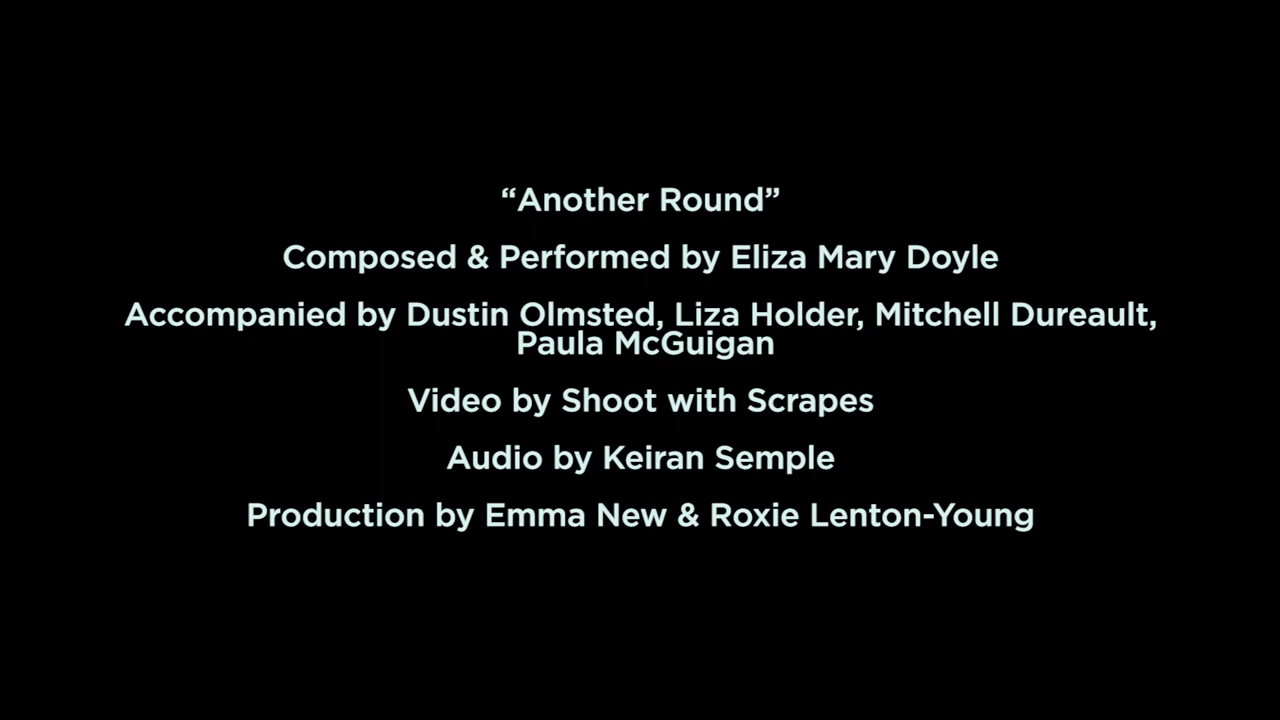 “Another Round”
Composed & Performed by Eliza Mary Doyle
Accompanied by Dustin Olmsted, Liza Holder, Mitchell Dureault,
Paula McGuigan
Video by Shoot with Scrapes
Audio by Keiran Semple
Production by Emma New & Roxie Lenton-Young